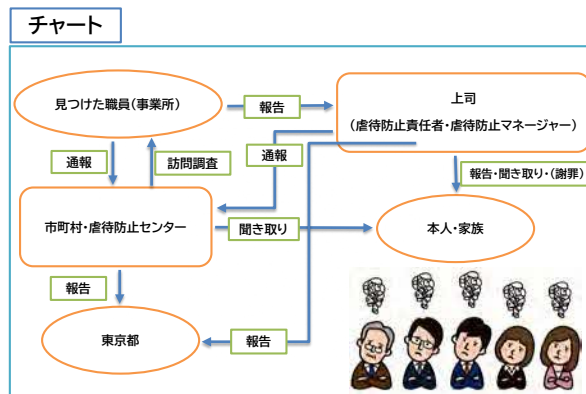 チャート
見つけた職員(事業所)
報告
上司
(虐待防止責任者・虐待防止マネージャー)
通報
訪問調査
通報
報告・聞き取り・(謝罪)
市町村・虐待防止センター
聞き取り
本人・家族
報告
東京都
報告